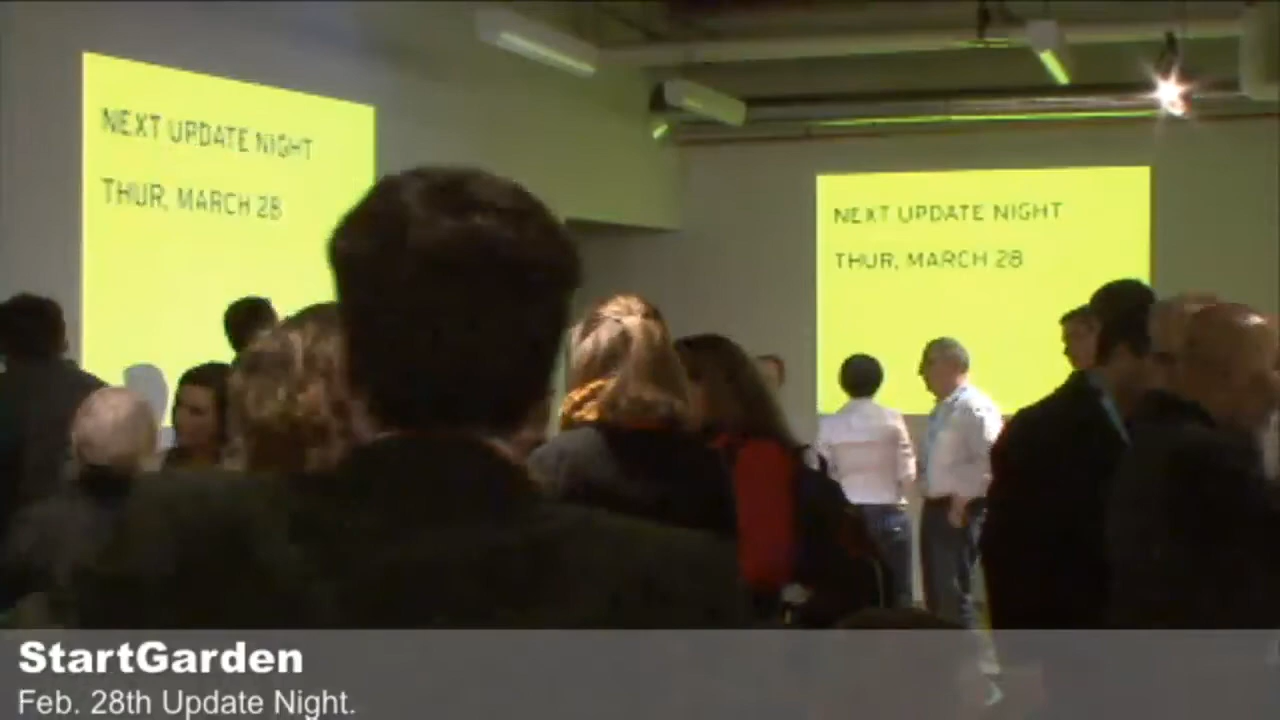 NEXT UPDATE NIGHT
THUR, MARCH 28
NEXT UPDATE NIGHT
THUR, MARCH 28
StartGarden
Feb. 28th Update Night.